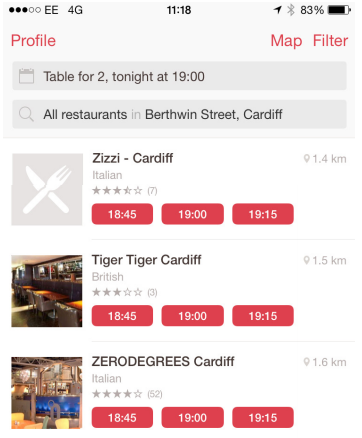 EE 4G 11:18 83%
Profile Map Filter
Table for 2, tonight at 19:00
All restaurants in Berthwin Street, Cardiff
Zizzi - Cardiff 1.4 km
Italian
(7)
18:45 19:00 19:15
Tiger Tiger Cardiff 1.5 km
British
(3)
18:45 19:00 19:15
ZERODEGREES Cardiff 1.6 km
Italian
(52)
18:45 19:00 19:15